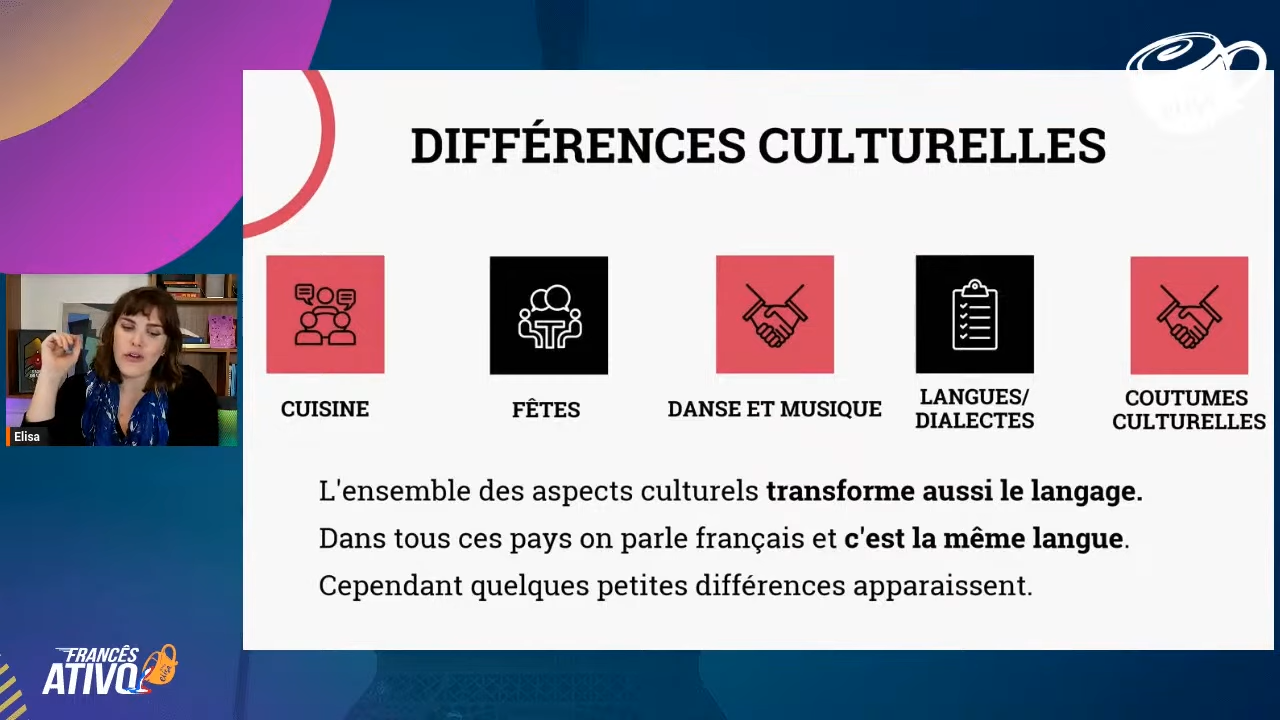 DIFFÉRENCES CULTURELLES
CUISINE
FÊTES
DANSE ET MUSIQUE
LANGUES/
DIALECTES
COUTUMES
CULTURELLES
L'ensemble des aspects culturels transforme aussi le langage.
Dans tous ces pays on parle français et c'est la même langue.
Cependant quelques petites différences apparaissent.
Elisa
FRANCÊS
ATIVO